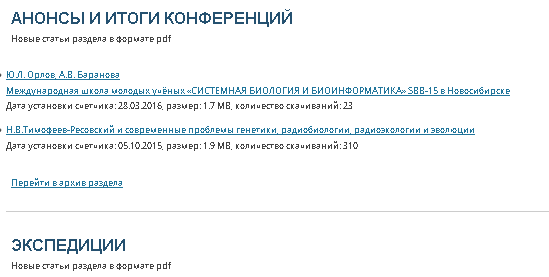 АНОНСЫ И ИТОГИ КОНФЕРЕНЦИЙ
Новые статьи раздела в формате pdf
Ю.Л. Орлов, А.В. Баранова
Международная школа молодых учёных «СИСТЕМНАЯ БИОЛОГИЯ И БИОИНФОРМАТИКА» SBB-15 в Новосибирске
Дата установки счетчика: 28.03.2016, размер: 1.7 MB, количество скачиваний: 23
Н.В.Тимофеев-Ресовский и современные проблемы генетики, радиобиологии, радиоэкологии и эволюции
Дата установки счетчика: 05.10.2015, размер: 1.9 MB, количество скачиваний: 310
Перейти в архив раздела
ЭКСПЕДИЦИИ
Новые статьи раздела в формате pdf